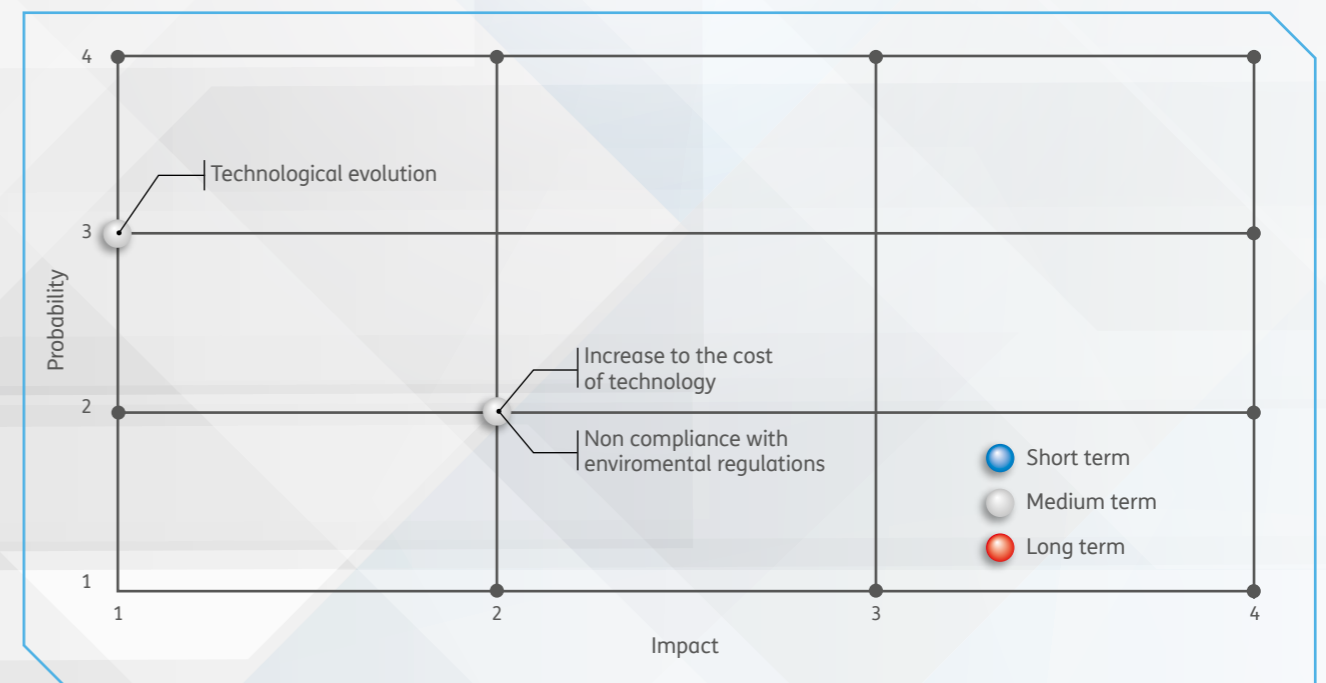 4
Technological evolution
3
Probability
Increase to the cost
of technology
2
Non compliance with
enviromental regulations
Short term
Medium term
Long term
1
1
2
3
4
Impact